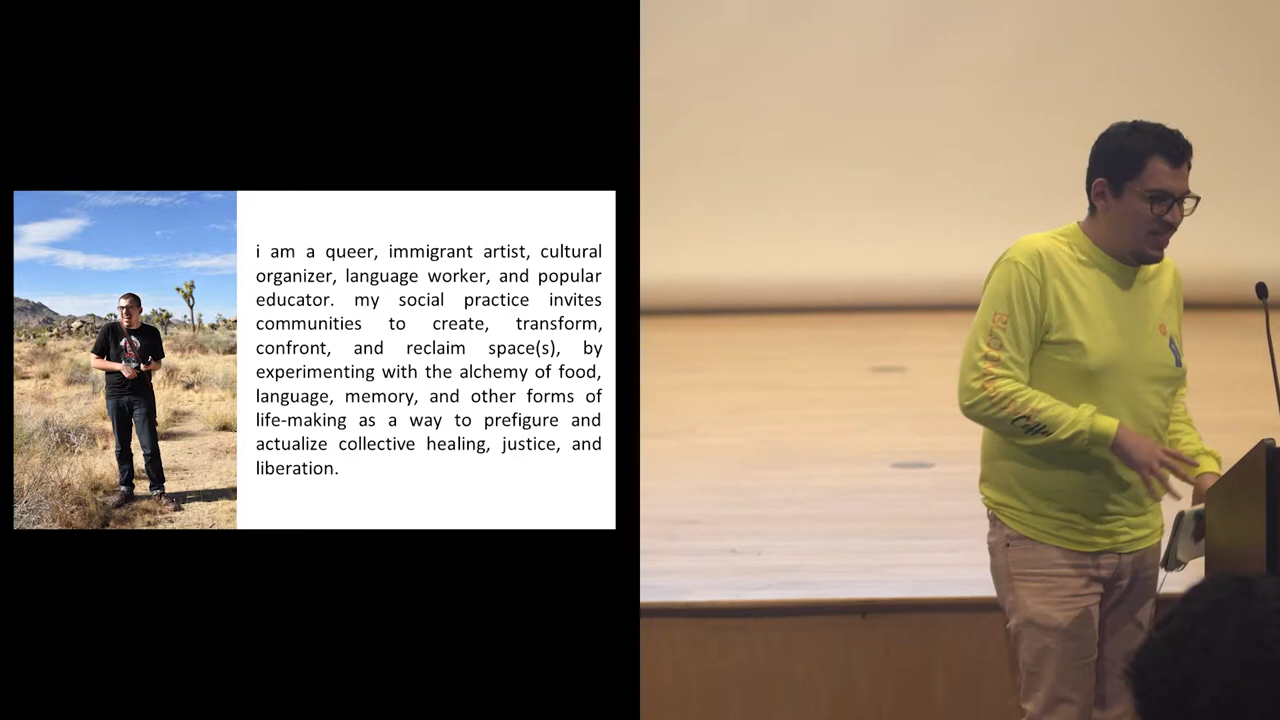 i am a queer, immigrant artist, cultural
organizer, language worker, and popular
educator. my social practice invites
communities to create, transform,
confront, and reclaim space(s), by
experimenting with the alchemy of food,
language, memory, and other forms of
life-making as a way to prefigure and
actualize collective healing, justice, and
liberation.